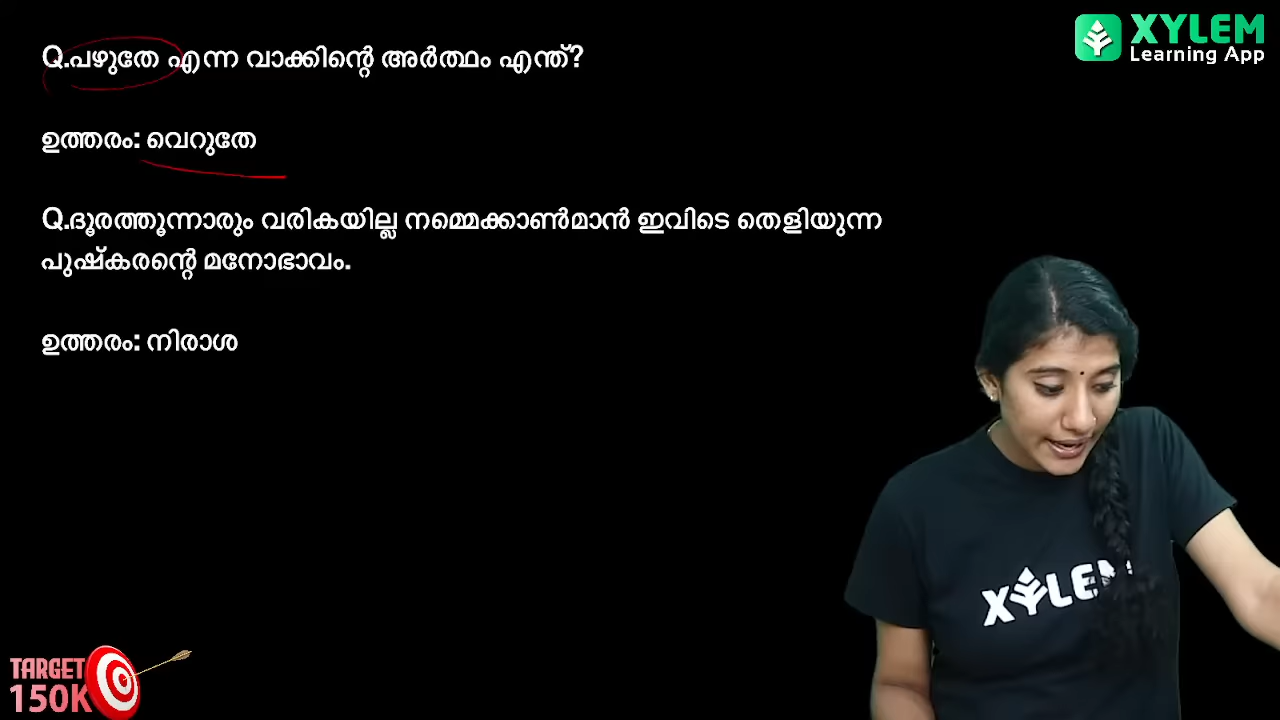 Q.പഴുതേ എന്ന വാക്കിന്റെ അർത്ഥം എന്ത്?
ഉത്തരം: വെറുതേ
Q.ദൂരത്തൂന്നാരും വരികയില്ല നമ്മെക്കാൺമാൻ ഇവിടെ തെളിയുന്ന
പുഷ്കരന്റെ മനോഭാവം.
ഉത്തരം: നിരാശ
XYLEM
Learning App
XYLEM
TARGET
150K